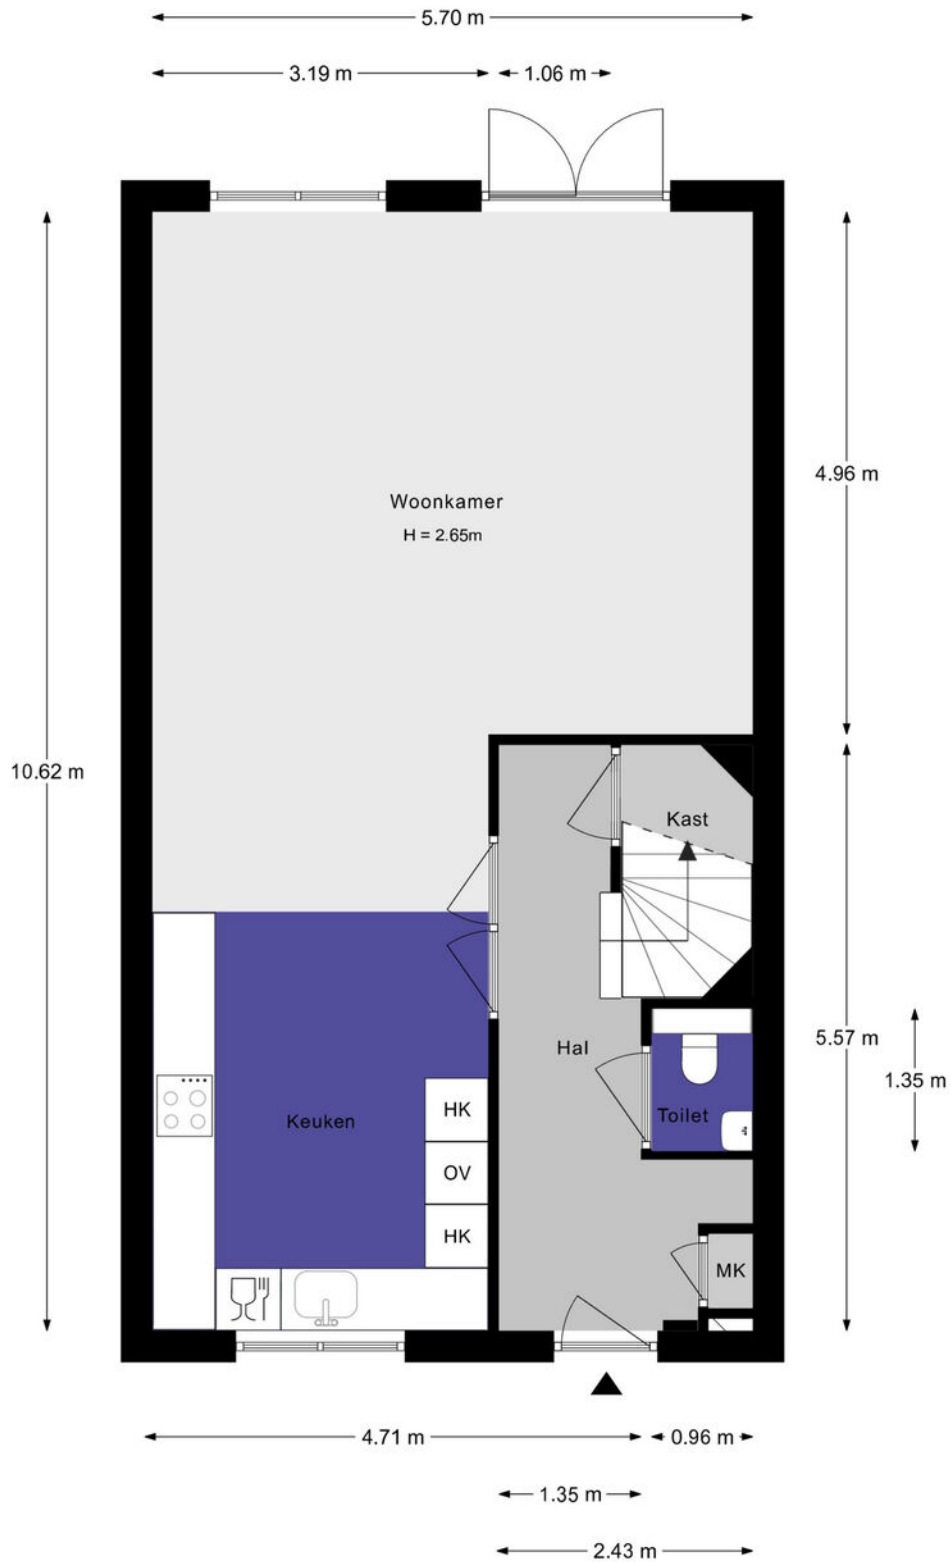 5.70 m
3.19 m
1.06 m
Woonkamer
H = 2.65m
4.96 m
10.62 m
Kast
Hal
5.57 m
1.35 m
HK
Toilet
Keuken
OV
HK
MK
4.71 m
0.96 m
1.35 m
2.43 m